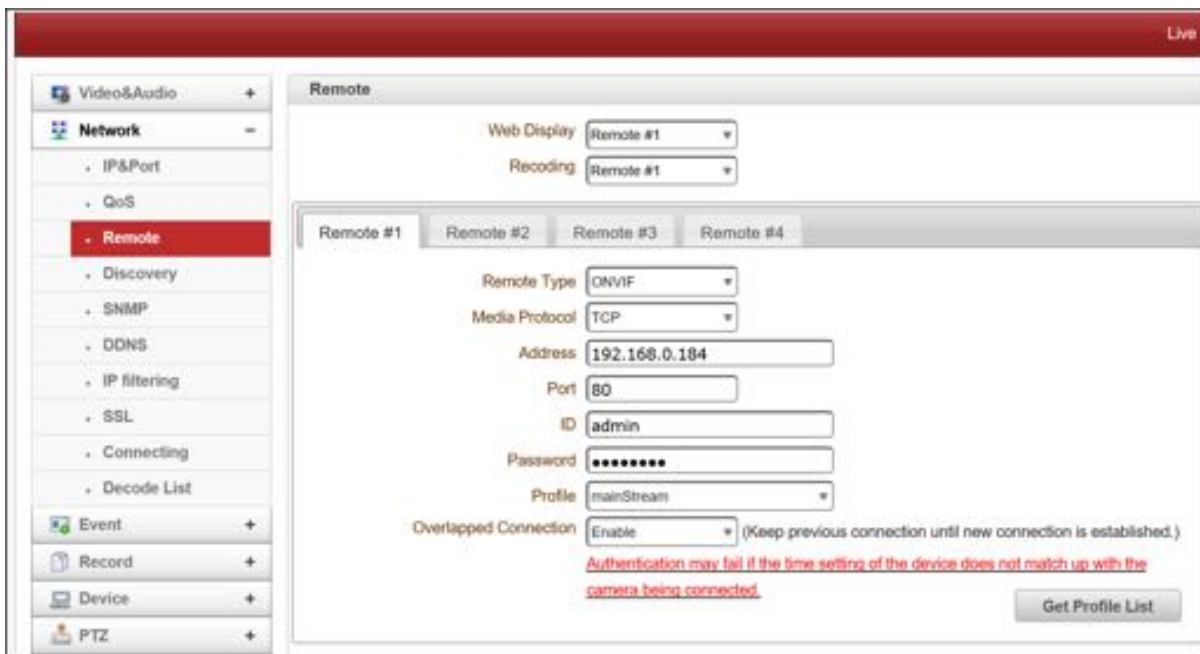 Live
Video&Audio +
Network -
IP&Port
QoS
Remote
Discovery
SNMP
DDNS
IP filtering
SSL
Connecting
Decode List
Event +
Record +
Device +
PTZ +
Remote
Web Display Remote #1
Recoding Remote #1
Remote #1 Remote #2 Remote #3 Remote #4
Remote Type ONVIF
Media Protocol TCP
Address 192.168.0.184
Port 80
ID admin
Password ••••••••
Profile mainStream
Overlapped Connection Enable (Keep previous connection until new connection is established.)
Authentication may fail if the time setting of the device does not match up with the
camera being connected.
Get Profile List